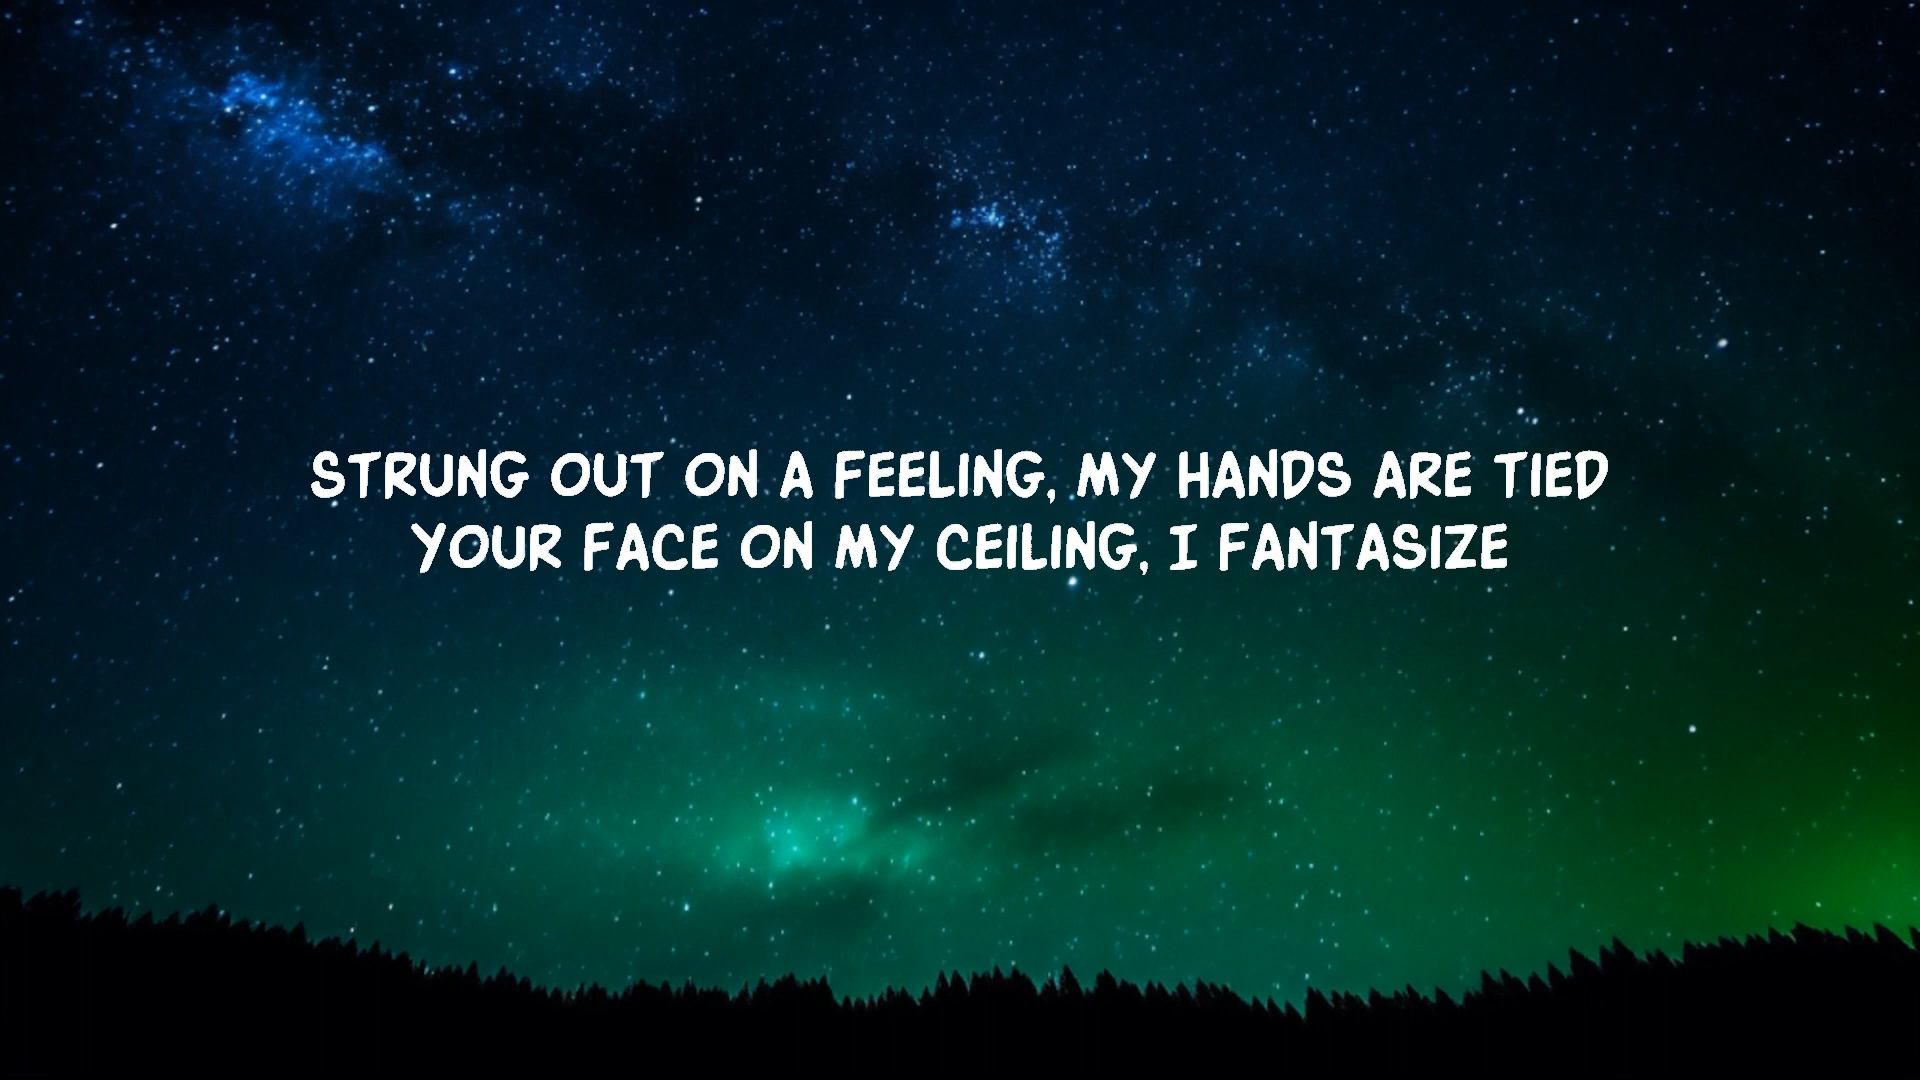 STRUNG OUT ON A FEELING, MY HANDS ARE TIED
YOUR FACE ON MY CEILING, I FANTASIZE